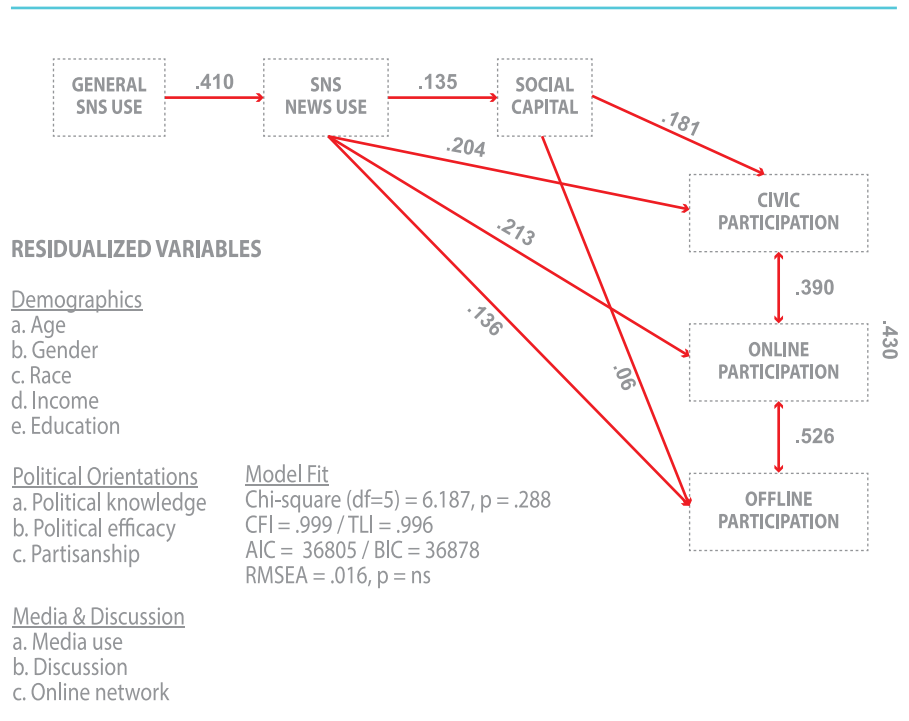 GENERAL
SNS USE
.410
SNS
NEWS USE
.135
SOCIAL
CAPITAL
.181
.204
CIVIC
PARTICIPATION
.213
.390
.136
.430
ONLINE
PARTICIPATION
.06
.526
OFFLINE
PARTICIPATION
RESIDUALIZED VARIABLES
Demographics
a. Age
b. Gender
c. Race
d. Income
e. Education
Political Orientations
a. Political knowledge
b. Political efficacy
c. Partisanship
Model Fit
Chi-square (df=5) = 6.187, p = .288
CFI = .999 / TLI = .996
AIC = 36805 / BIC = 36878
RMSEA = .016, p = ns
Media & Discussion
a. Media use
b. Discussion
c. Online network